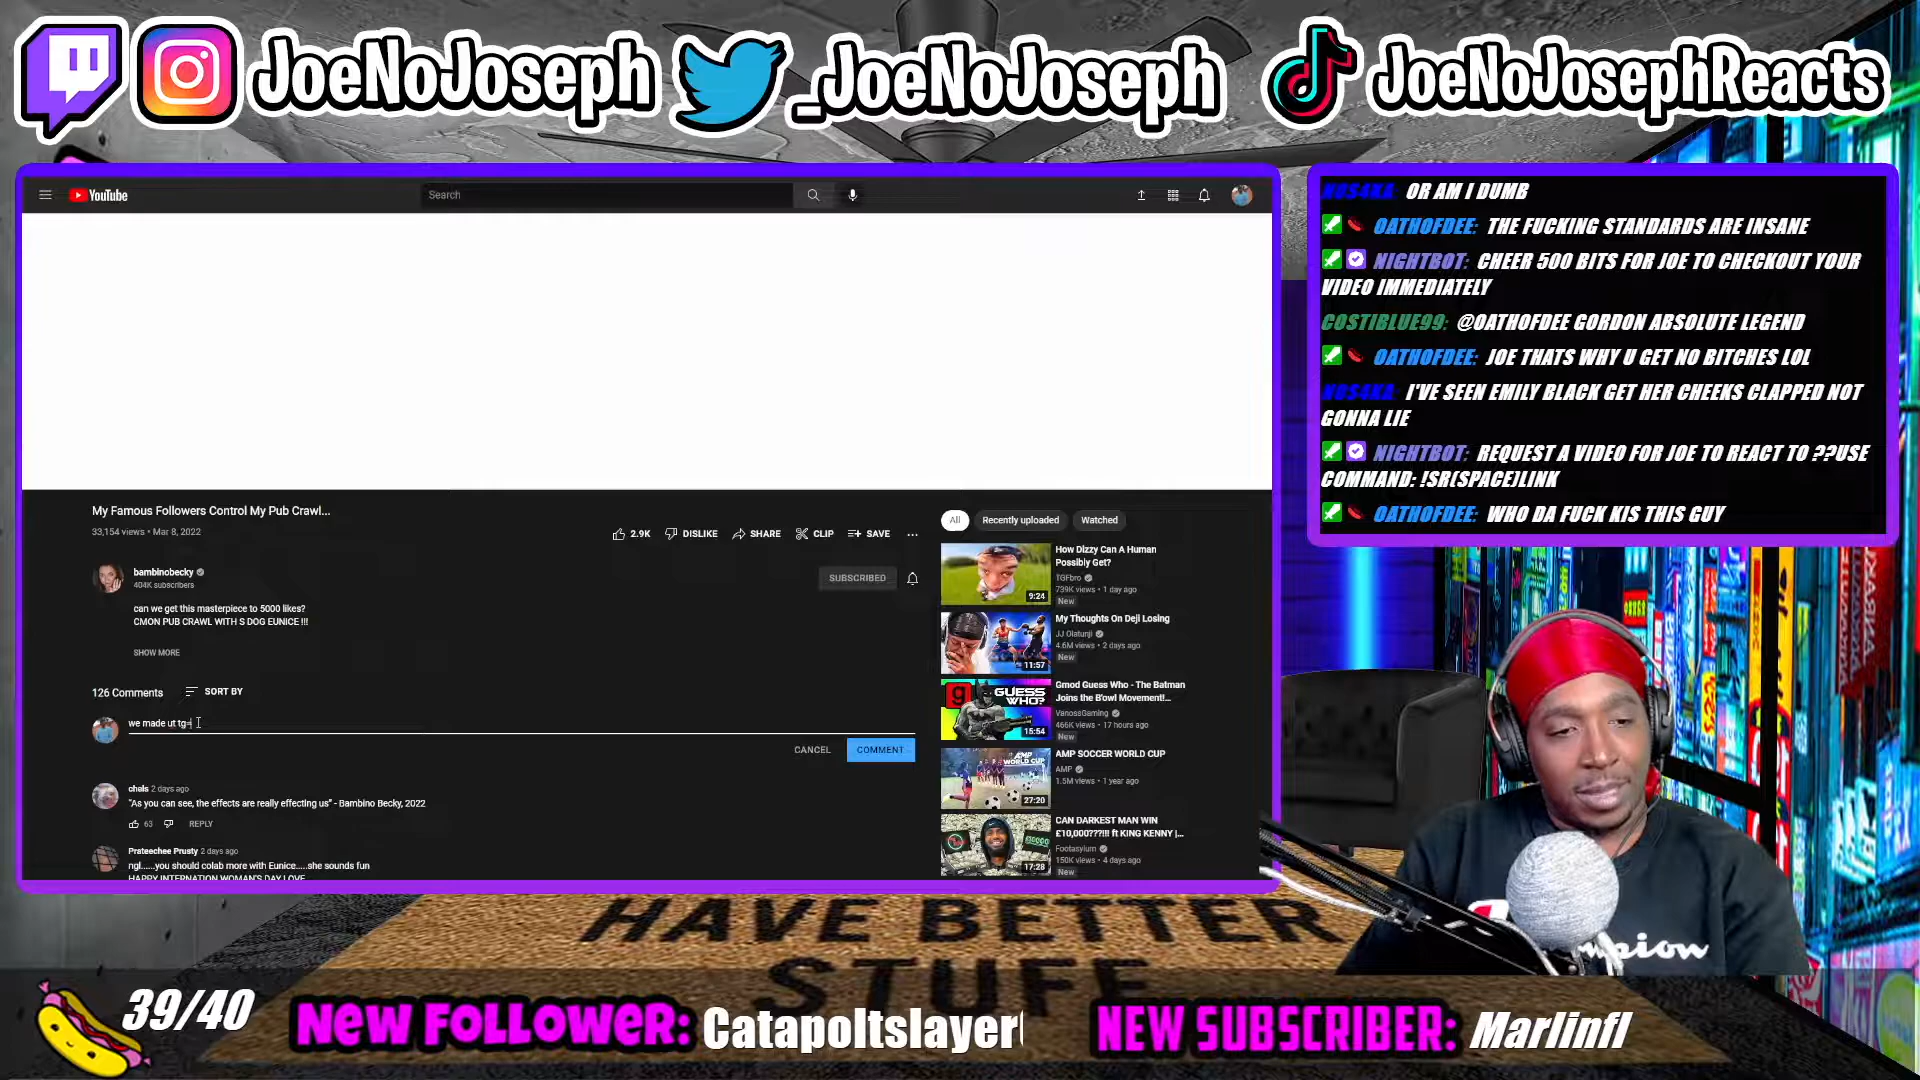 JoeNoJoseph
_JoeNoJoseph
JoeNoJosephReacts
YouTube
Search
My Famous Followers Control My Pub Crawl...
33,154 views • Mar 8, 2022
2.9K DISLIKE SHARE CLIP SAVE ...
bambinobecky
404K subscribers
SUBSCRIBED
can we get this masterpiece to 5000 likes?
CMON PUB CRAWL WITH S DOG EUNICE !!!
SHOW MORE
126 Comments SORT BY
we made ut tg
CANCEL COMMENT
chels 2 days ago
"As you can see, the effects are really effecting us" - Bambino Becky, 2022
63 REPLY
Prateechee Prusty 2 days ago
ngl.....you should colab more with Eunice.....she sounds fun
HAPPY INTERNATION WOMAN'S DAY LOVE
All Recently uploaded Watched
How Dizzy Can A Human
Possibly Get?
TGFbro
739K views • 1 day ago
New
9:24
My Thoughts On Deji Losing
JJ Olatunji
4.6M views • 2 days ago
New
11:57
GUESS
WHO?
Gmod Guess Who - The Batman
Joins the B'owl Movement!...
VanossGaming
466K views • 17 hours ago
New
15:54
AMP
WORLD CUP
AMP SOCCER WORLD CUP
AMP
1.5M views • 1 year ago
27:20
CAN DARKEST MAN WIN
£10,000???!!! ft KING KENNY |...
Footasylum
150K views • 4 days ago
New
17:28
N0S4KA: OR AM I DUMB
OATHOFDEE: THE FUCKING STANDARDS ARE INSANE
NIGHTBOT: CHEER 500 BITS FOR JOE TO CHECKOUT YOUR
VIDEO IMMEDIATELY
COSTIBLUE99: @OATHOFDEE GORDON ABSOLUTE LEGEND
OATHOFDEE: JOE THATS WHY U GET NO BITCHES LOL
N0S4KA: I'VE SEEN EMILY BLACK GET HER CHEEKS CLAPPED NOT
GONNA LIE
NIGHTBOT: REQUEST A VIDEO FOR JOE TO REACT TO ??USE
COMMAND: !SR(SPACE)LINK
OATHOFDEE: WHO DA FUCK KIS THIS GUY
HAVE BETTER
STUFF
mpion
39/40
NEW FOLLOWER: Catapoltslayer
NEW SUBSCRIBER: Marlinfl